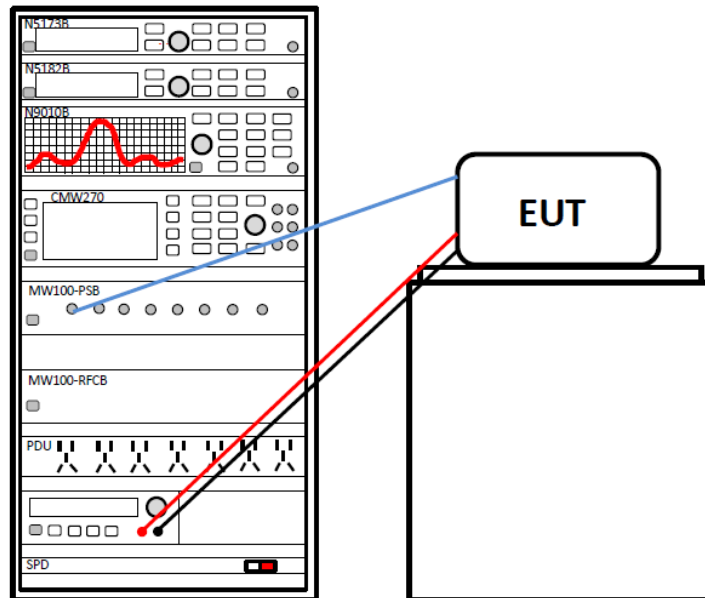 N5173B
N5182B
N9010B
CMW270
EUT
MW100-PSB
MW100-RFCB
PDU
SPD